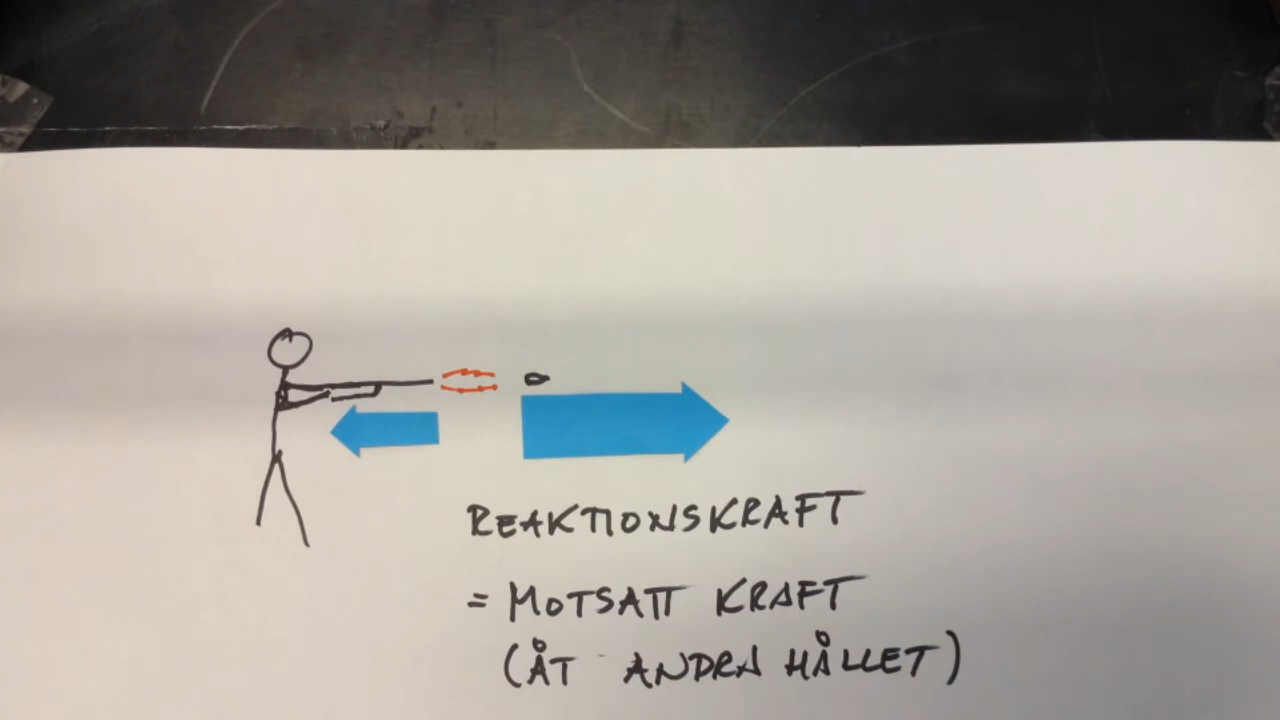 REAKTIONSKRAFT
= MOTSATT KRAFT
(ÅT ANDRA HÅLLET)